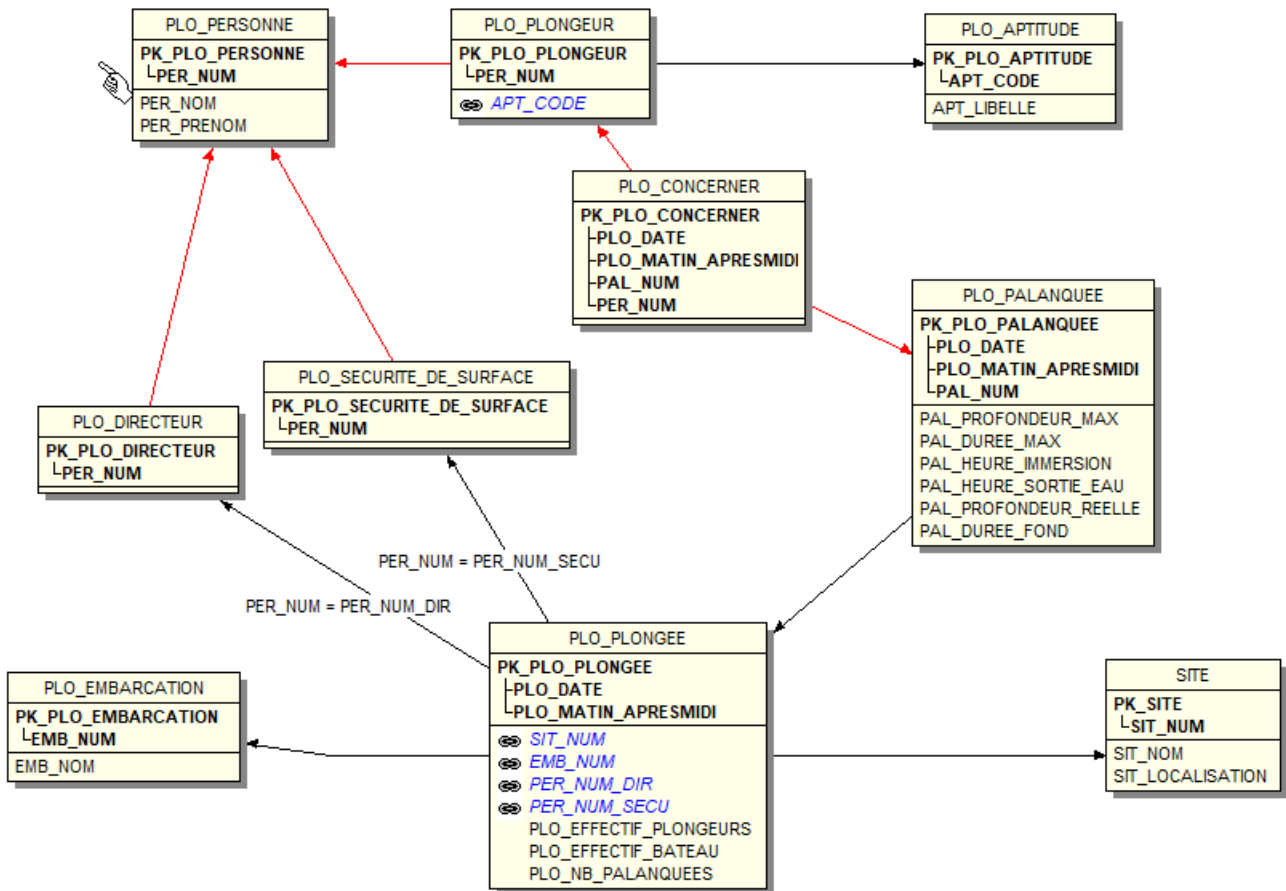 PLO_PERSONNE
PK_PLO_PERSONNE
PER_NUM
PER_NOM
PER_PRENOM
PLO_PLONGEUR
PK_PLO_PLONGEUR
PER_NUM
APT_CODE
PLO_APTITUDE
PK_PLO_APTITUDE
APT_CODE
APT_LIBELLE
PLO_CONCERNER
PK_PLO_CONCERNER
PLO_DATE
PLO_MATIN_APRESMIDI
PAL_NUM
PER_NUM
PLO_PALANQUEE
PK_PLO_PALANQUEE
PLO_DATE
PLO_MATIN_APRESMIDI
PAL_NUM
PAL_PROFONDEUR_MAX
PAL_DUREE_MAX
PAL_HEURE_IMMERSION
PAL_HEURE_SORTIE_EAU
PAL_PROFONDEUR_REELLE
PAL_DUREE_FOND
PLO_SECURITE_DE_SURFACE
PK_PLO_SECURITE_DE_SURFACE
PER_NUM
PLO_DIRECTEUR
PK_PLO_DIRECTEUR
PER_NUM
PER_NUM = PER_NUM_SECU
PER_NUM = PER_NUM_DIR
PLO_PLONGEE
PK_PLO_PLONGEE
PLO_DATE
PLO_MATIN_APRESMIDI
SIT_NUM
EMB_NUM
PER_NUM_DIR
PER_NUM_SECU
PLO_EFFECTIF_PLONGEURS
PLO_EFFECTIF_BATEAU
PLO_NB_PALANQUEES
PLO_EMBARCATION
PK_PLO_EMBARCATION
EMB_NUM
EMB_NOM
SITE
PK_SITE
SIT_NUM
SIT_NOM
SIT_LOCALISATION